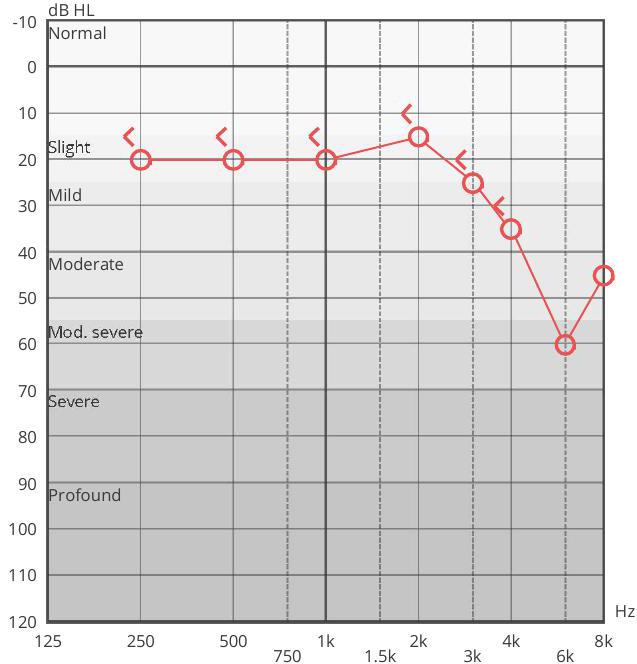 dB HL
-10
Normal
0
10
Slight
20
Mild
30
40
Moderate
50
Mod. severe
60
70
Severe
80
90
Profound
100
110
120
Hz
125 250 500 1k 2k 4k 8k
750 1.5k 3k 6k